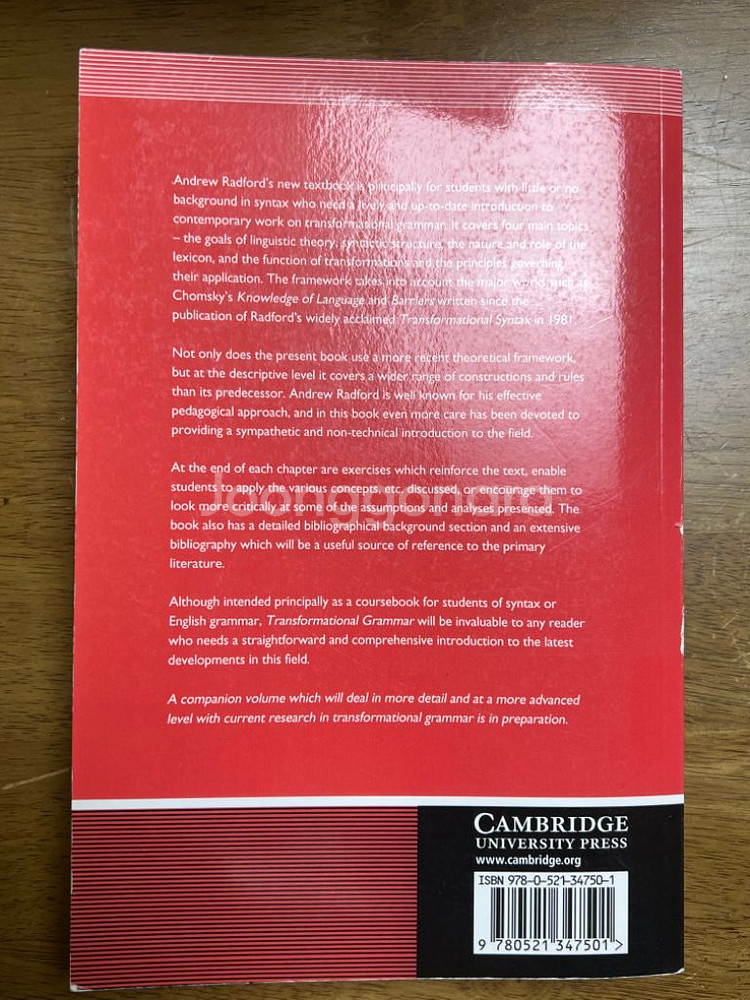 Andrew Radford's new textbook is principally for students with little or no
background in syntax who need a lively and up-to-date introduction to
contemporary work on transformational grammar. It covers four main topics
– the goals of linguistic theory, syntactic structure, the nature and role of the
lexicon, and the function of transformations and the principles governing
their application. The framework takes into account the major works such as
Chomsky's Knowledge of Language and Barriers written since the
publication of Radford's widely acclaimed Transformational Syntax in 1981.
Not only does the present book use a more recent theoretical framework,
but at the descriptive level it covers a wider range of constructions and rules
than its predecessor. Andrew Radford is well known for his effective
pedagogical approach, and in this book even more care has been devoted to
providing a sympathetic and non-technical introduction to the field.
At the end of each chapter are exercises which reinforce the text, enable
students to apply the various concepts, etc. discussed, or encourage them to
look more critically at some of the assumptions and analyses presented. The
book also has a detailed bibliographical background section and an extensive
bibliography which will be a useful source of reference to the primary
literature.
Although intended principally as a coursebook for students of syntax or
English grammar, Transformational Grammar will be invaluable to any reader
who needs a straightforward and comprehensive introduction to the latest
developments in this field.
A companion volume which will deal in more detail and at a more advanced
level with current research in transformational grammar is in preparation.
Joonggonara
CAMBRIDGE
UNIVERSITY PRESS
www.cambridge.org
ISBN 978-0-521-34750-1
9 780521 347501 >